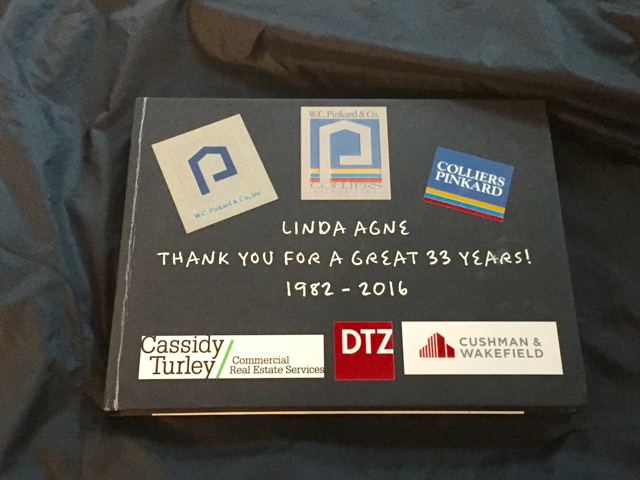 W.C. Pinkard & Co., Inc.
W.C. Pinkard & Co.
COLLIERS
INTERNATIONAL
COLLIERS
PINKARD
LINDA AGNE
THANK YOU FOR A GREAT 33 YEARS!
1982 - 2016
Cassidy
Turley
Commercial
Real Estate Services
DTZ
CUSHMAN &
WAKEFIELD